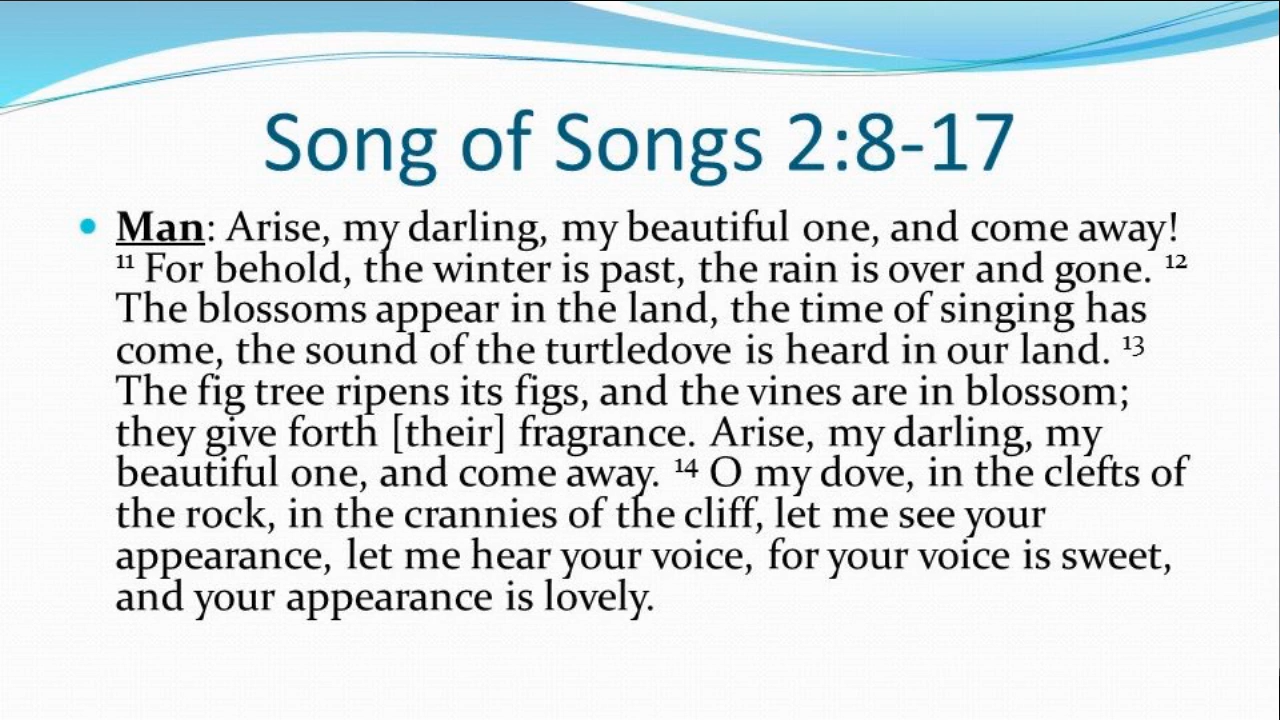 Song of Songs 2:8-17
• Man: Arise, my darling, my beautiful one, and come away!
11 For behold, the winter is past, the rain is over and gone. 12
The blossoms appear in the land, the time of singing has
come, the sound of the turtledove is heard in our land. 13
The fig tree ripens its figs, and the vines are in blossom;
they give forth [their] fragrance. Arise, my darling, my
beautiful one, and come away. 14 O my dove, in the clefts of
the rock, in the crannies of the cliff, let me see your
appearance, let me hear your voice, for your voice is sweet,
and your appearance is lovely.